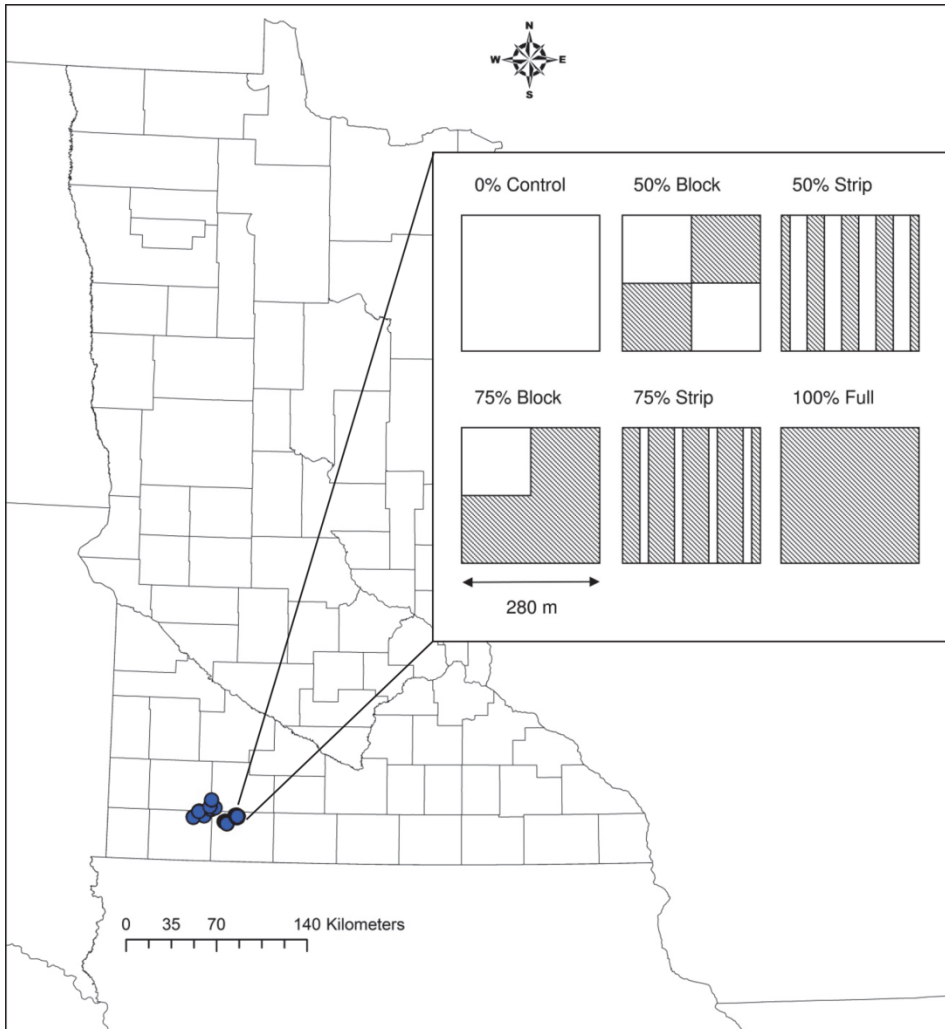 N
W E
S
0% Control 50% Block 50% Strip
75% Block 75% Strip 100% Full
280 m
0 35 70 140 Kilometers